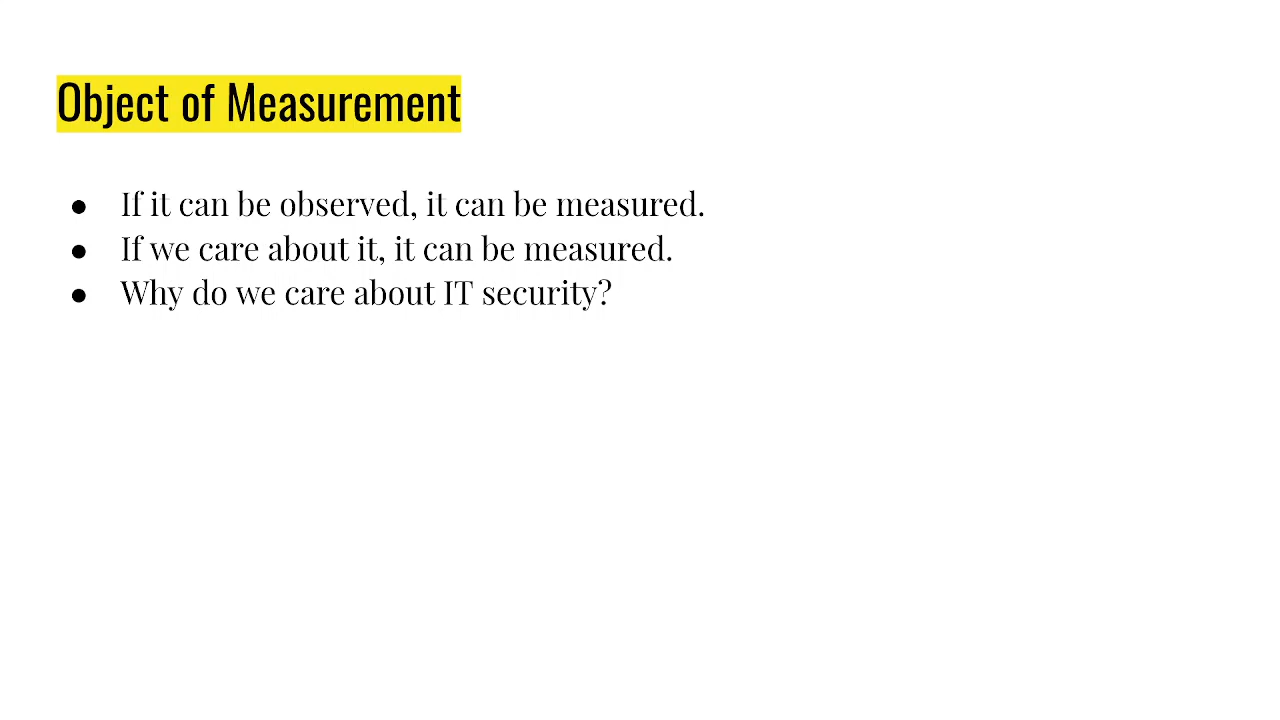 Object of Measurement
● If it can be observed, it can be measured.
● If we care about it, it can be measured.
● Why do we care about IT security?